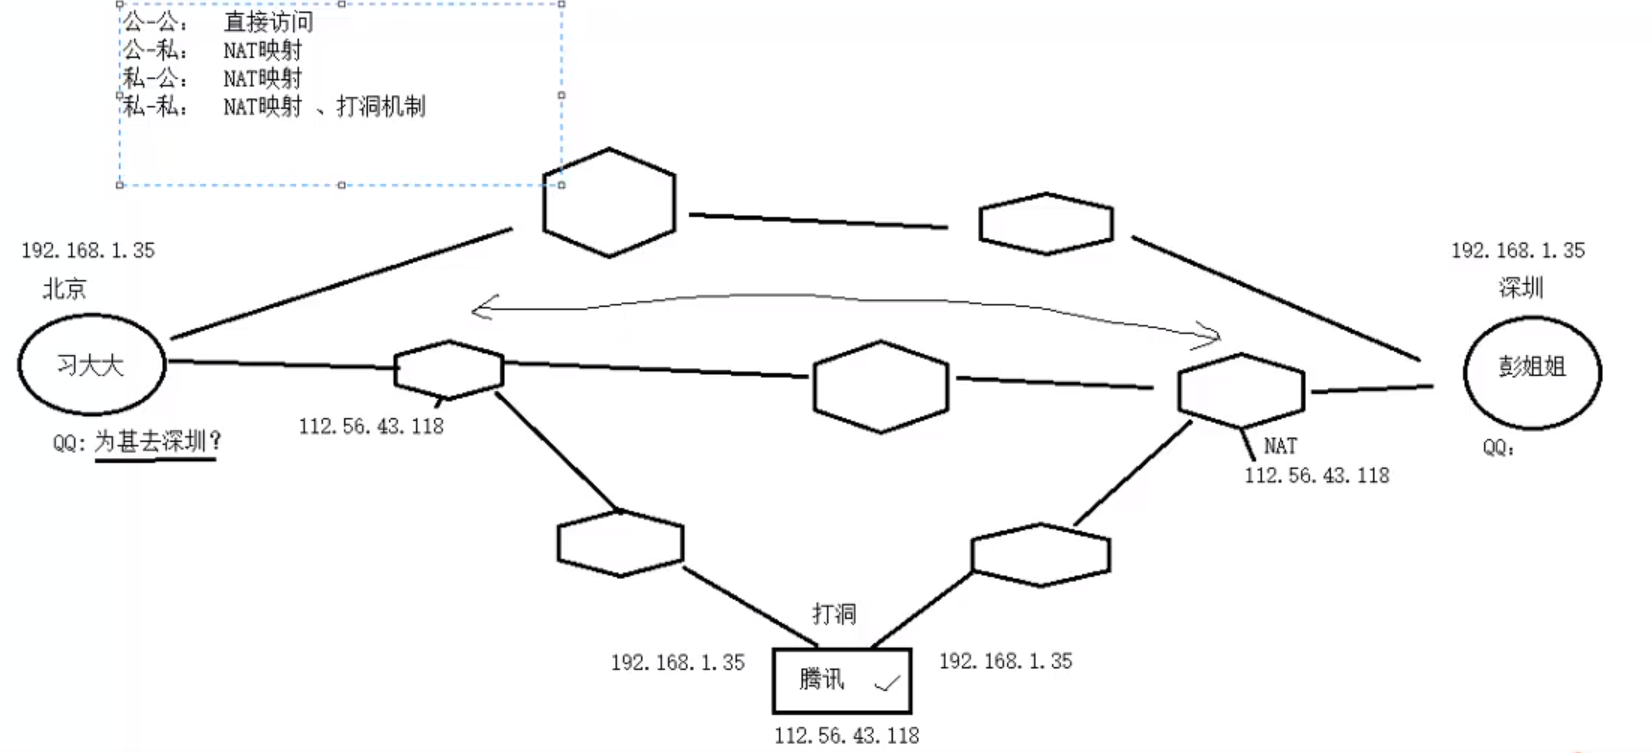 公-公： 直接访问
公-私： NAT映射
私-公： NAT映射
私-私： NAT映射 、打洞机制
192.168.1.35
北京
习大大
QQ: 为甚去深圳?
112.56.43.118
192.168.1.35
深圳
彭姐姐
QQ:
NAT
112.56.43.118
打洞
192.168.1.35
腾讯
192.168.1.35
112.56.43.118